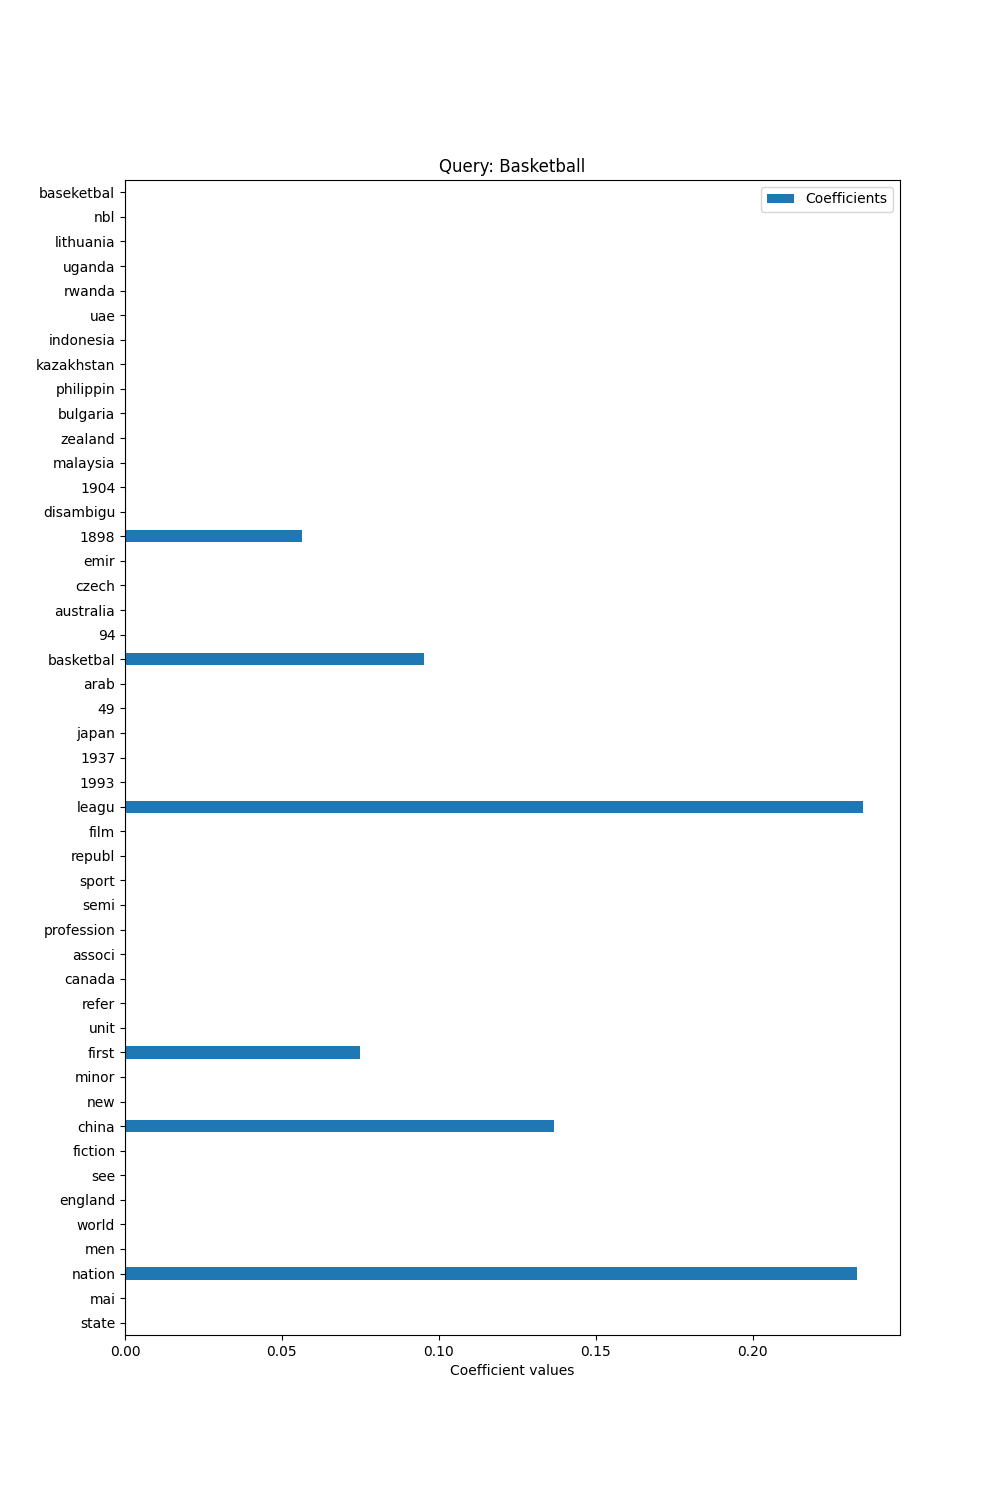 Query: Basketball
Coefficients
baseketbal
nbl
lithuania
uganda
rwanda
uae
indonesia
kazakhstan
philippin
bulgaria
zealand
malaysia
1904
disambigu
1898
emir
czech
australia
94
basketbal
arab
49
japan
1937
1993
leagu
film
republ
sport
semi
profession
associ
canada
refer
unit
first
minor
new
china
fiction
see
england
world
men
nation
mai
state
0.00 0.05 0.10 0.15 0.20
Coefficient values